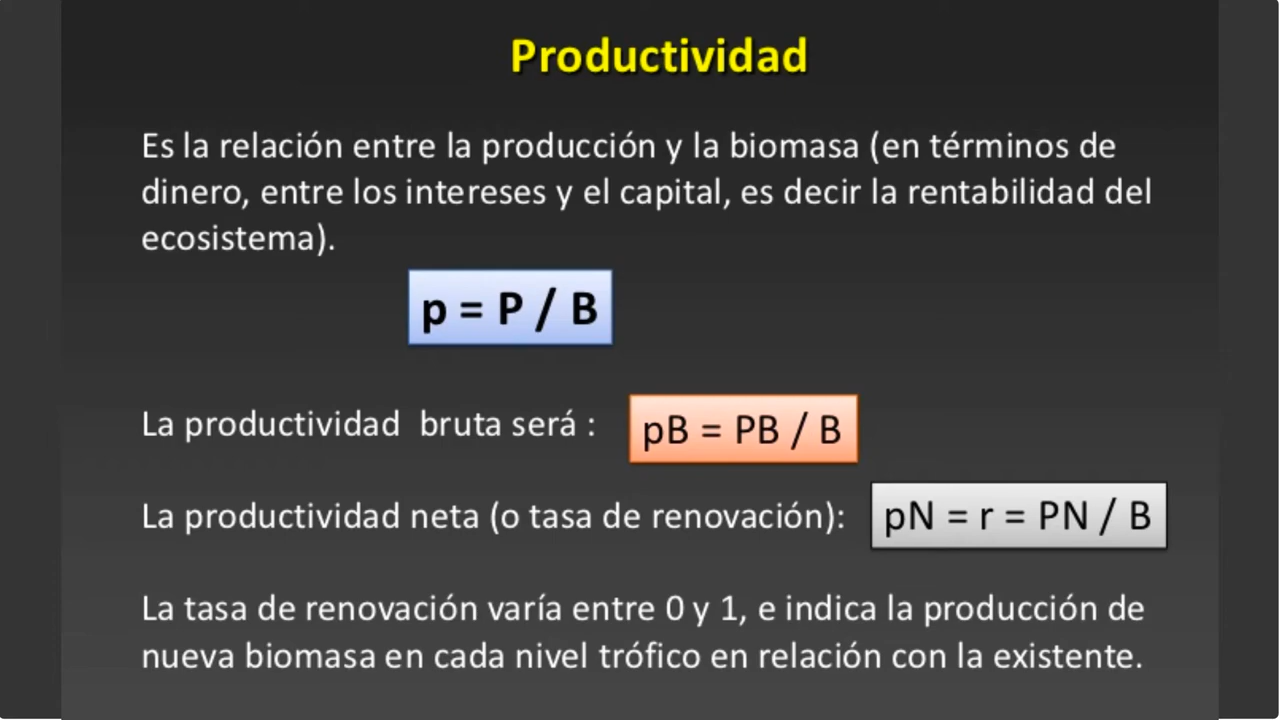 Productividad
Es la relación entre la producción y la biomasa (en términos de
dinero, entre los intereses y el capital, es decir la rentabilidad del
ecosistema).
p = P / B
La productividad bruta será :
pB = PB / B
La productividad neta (o tasa de renovación):
pN = r = PN / B
La tasa de renovación varía entre 0 y 1, e indica la producción de
nueva biomasa en cada nivel trófico en relación con la existente.